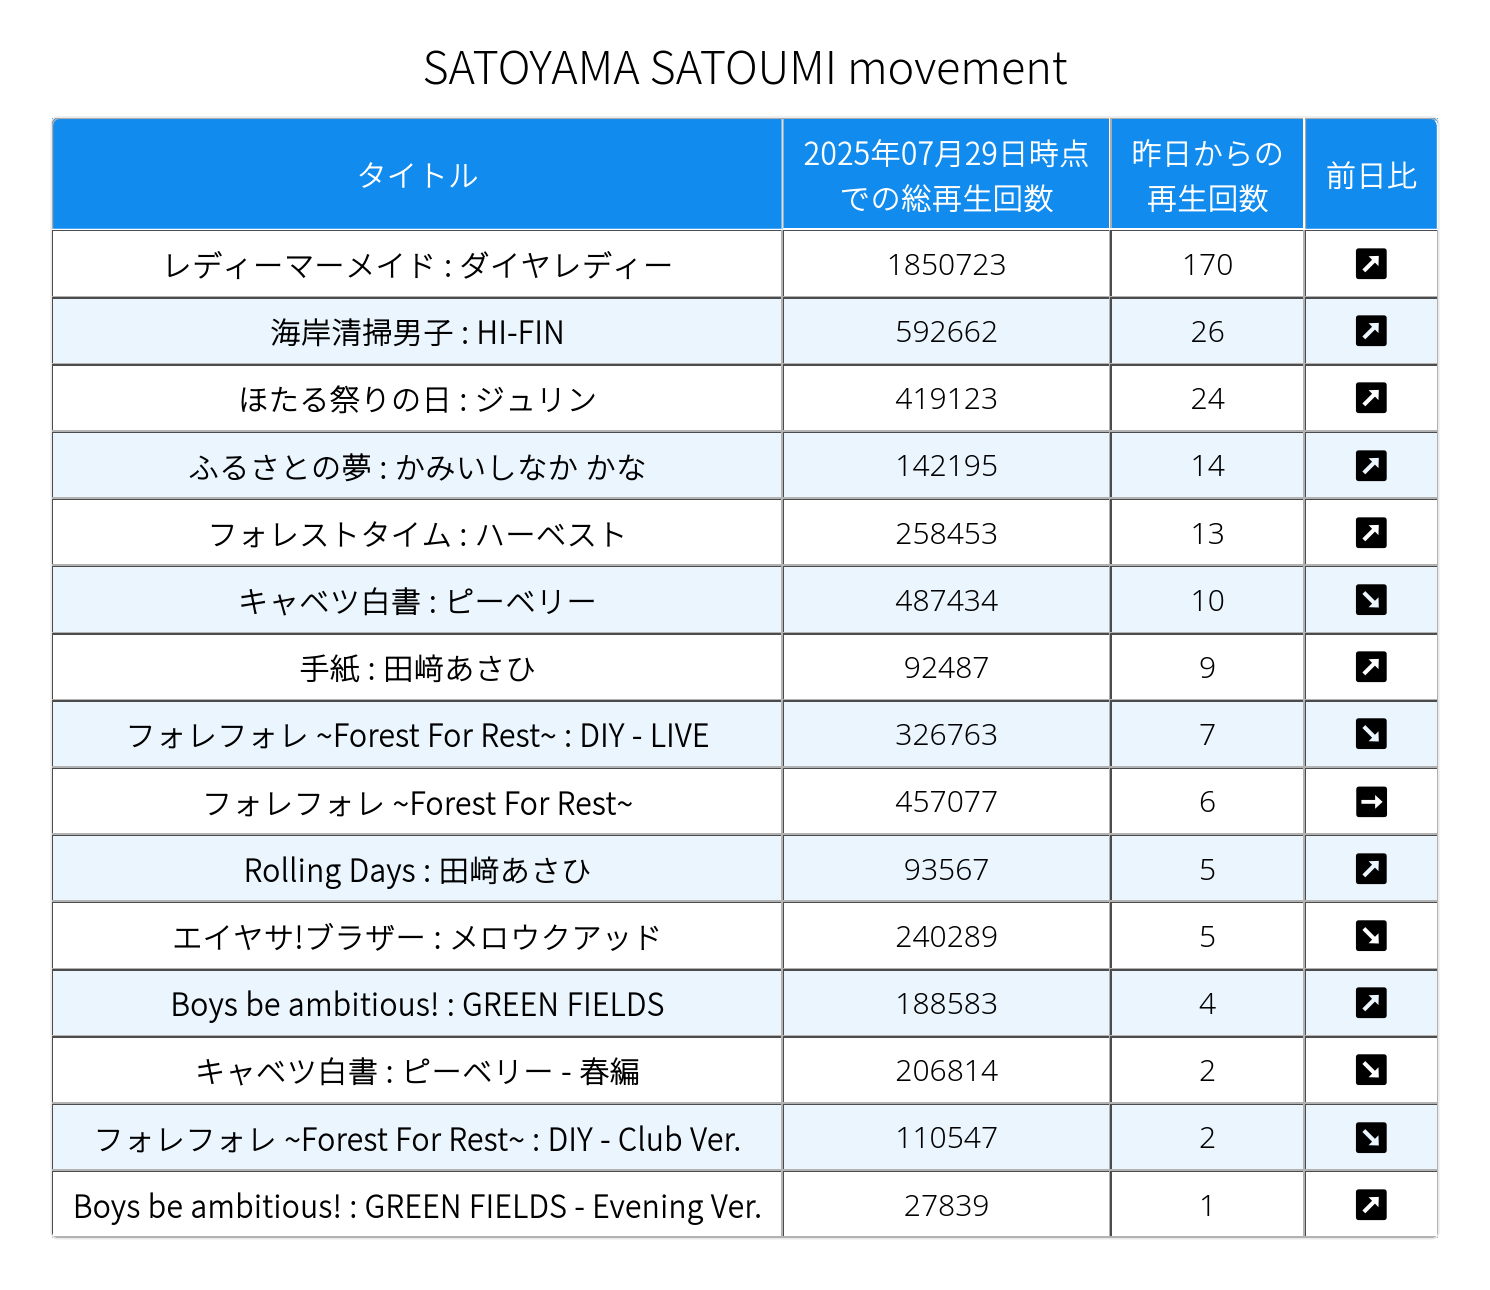 SATOYAMA SATOUMI movement
タイトル 2025年07月29日時点での総再生回数 昨日からの再生回数 前日比
レディーマーメイド : ダイヤレディー 1850723 170 ↗
海岸清掃男子 : HI-FIN 592662 26 ↗
ほたる祭りの日 : ジュリン 419123 24 ↗
ふるさとの夢 : かみいしなか かな 142195 14 ↗
フォレストタイム : ハーベスト 258453 13 ↗
キャベツ白書 : ピーベリー 487434 10 ↘
手紙 : 田﨑あさひ 92487 9 ↗
フォレフォレ ~Forest For Rest~ : DIY - LIVE 326763 7 ↘
フォレフォレ ~Forest For Rest~ 457077 6 →
Rolling Days : 田﨑あさひ 93567 5 ↗
エイヤサ!ブラザー : メロウクアッド 240289 5 ↘
Boys be ambitious! : GREEN FIELDS 188583 4 ↗
キャベツ白書 : ピーベリー - 春編 206814 2 ↘
フォレフォレ ~Forest For Rest~ : DIY - Club Ver. 110547 2 ↘
Boys be ambitious! : GREEN FIELDS - Evening Ver. 27839 1 ↗